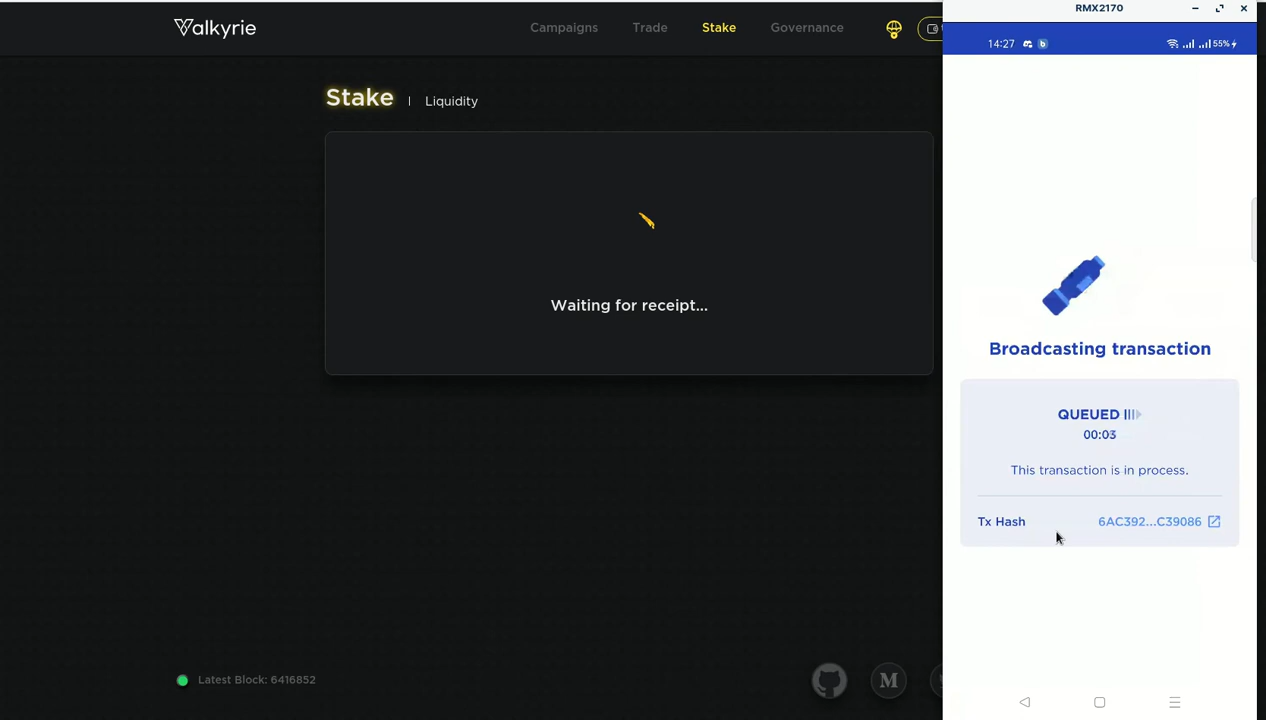 Valkyrie
Campaigns
Trade
Stake
Governance
Stake | Liquidity
Waiting for receipt...
Latest Block: 6416852
M
RMX2170
14:27
b
55%
Broadcasting transaction
QUEUED
00:03
This transaction is in process.
Tx Hash
6AC392...C39086